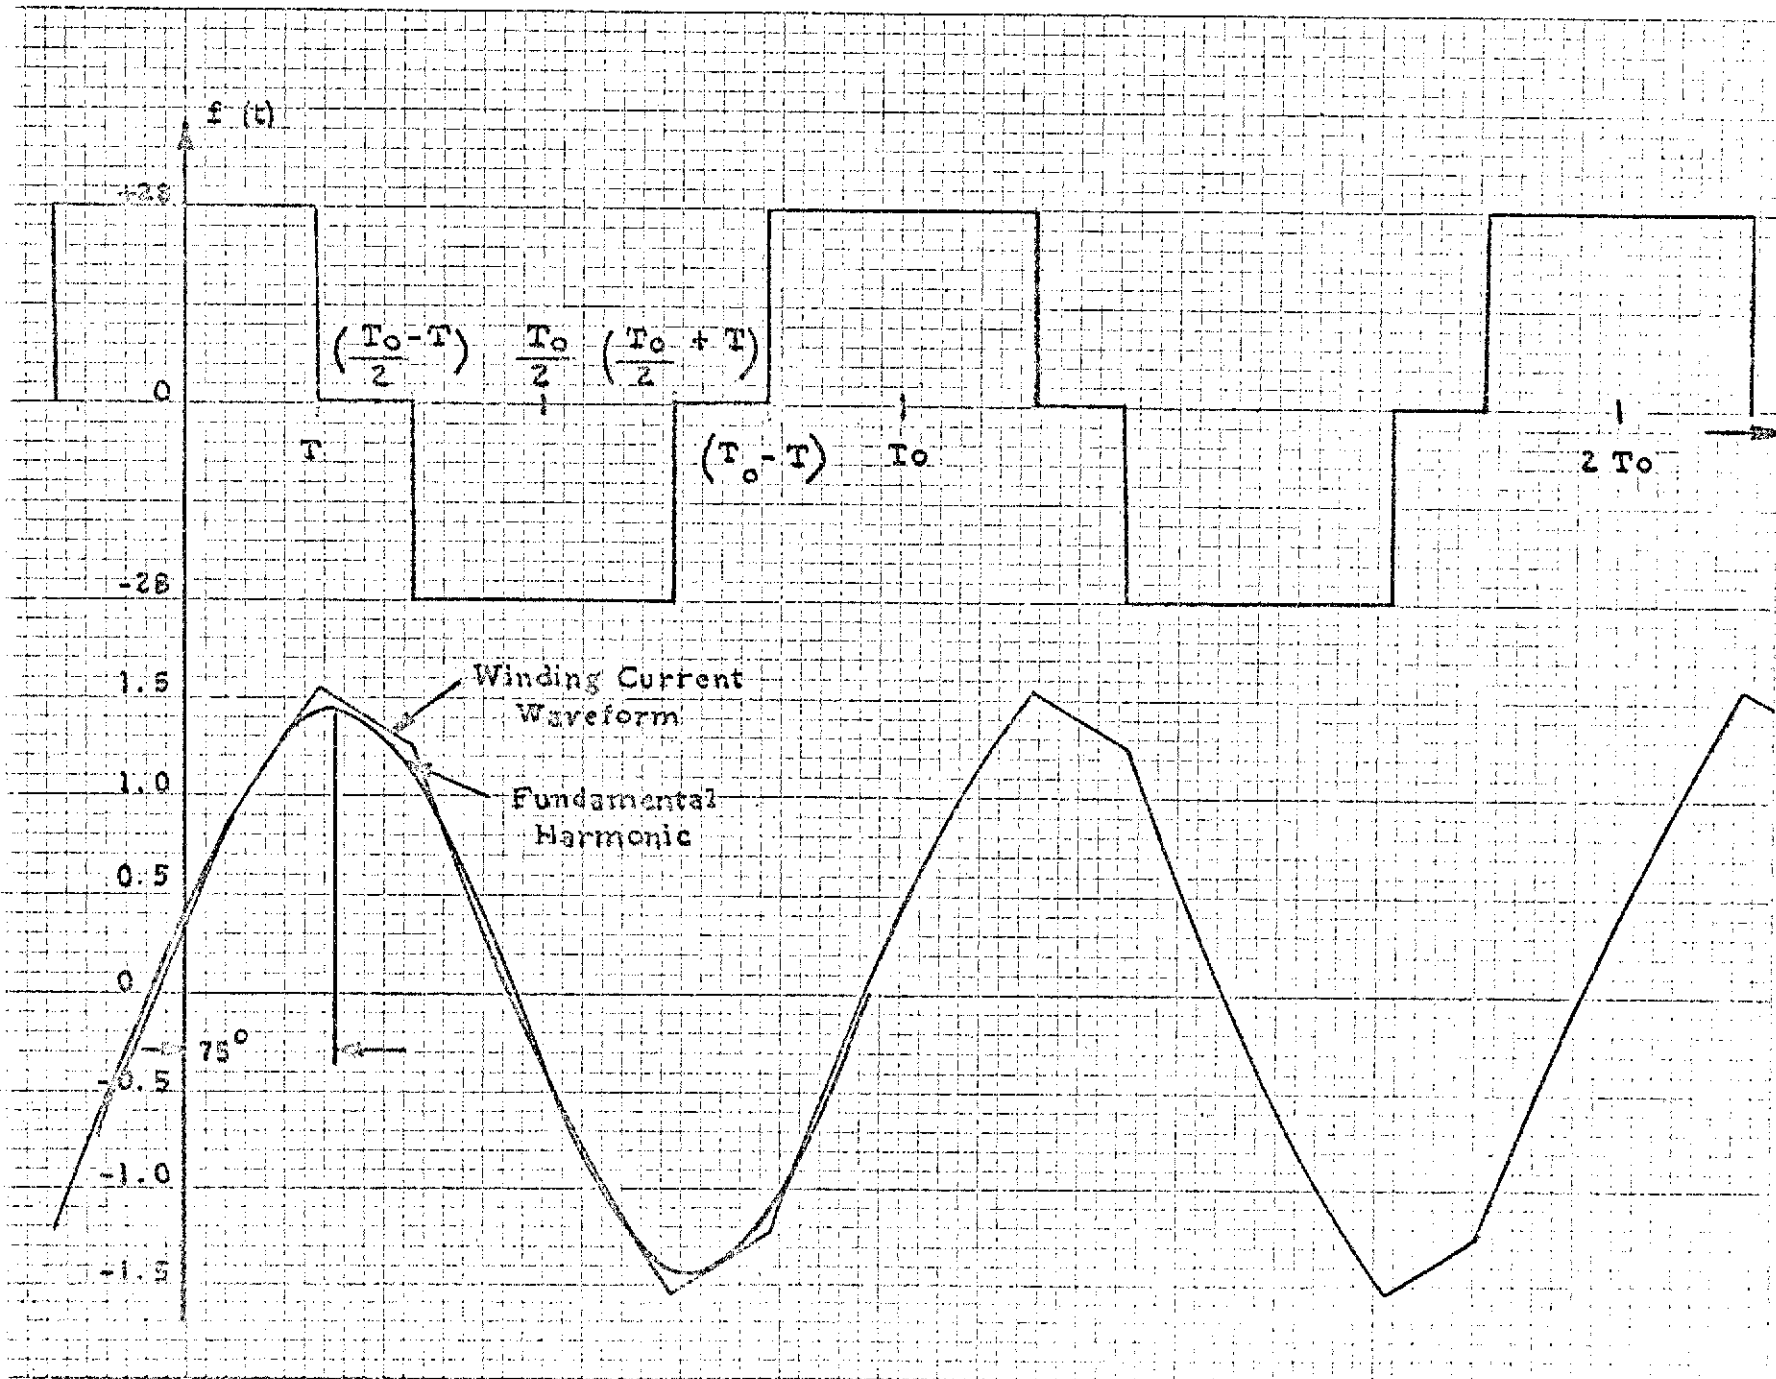 f (t)
+28
(To/2 - T) To/2 (To/2 + T)
0
T
(To - T) To
2 To
-28
1.5
Winding Current
Waveform
1.0
Fundamental
Harmonic
0.5
0
75°
-0.5
-1.0
-1.5